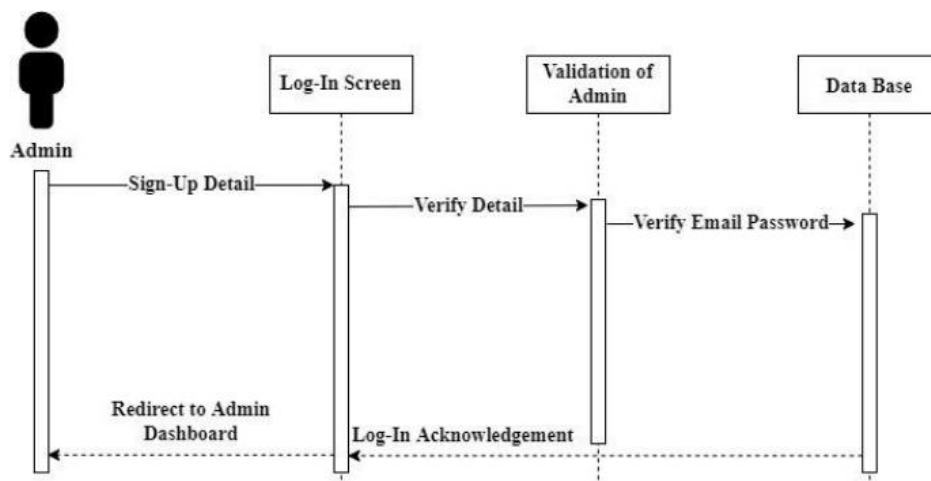 Admin
Log-In Screen
Validation of
Admin
Data Base
Sign-Up Detail
Verify Detail
Verify Email Password
Redirect to Admin
Dashboard
Log-In Acknowledgement